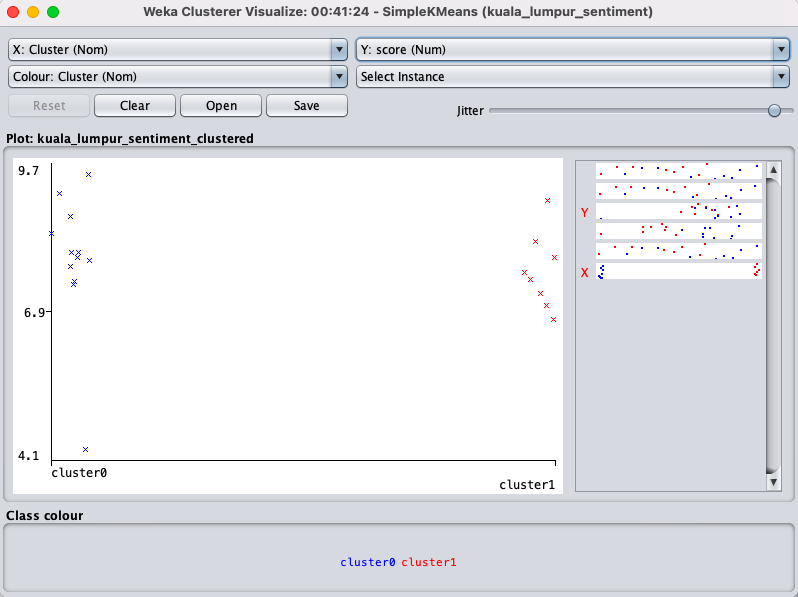 Weka Clusterer Visualize: 00:41:24 - SimpleKMeans (kuala_lumpur_sentiment)
X: Cluster (Nom) Y: score (Num)
Colour: Cluster (Nom) Select Instance
Reset Clear Open Save Jitter
Plot: kuala_lumpur_sentiment_clustered
9.7
6.9
4.1
cluster0
cluster1
Y
X
Class colour
cluster0 cluster1